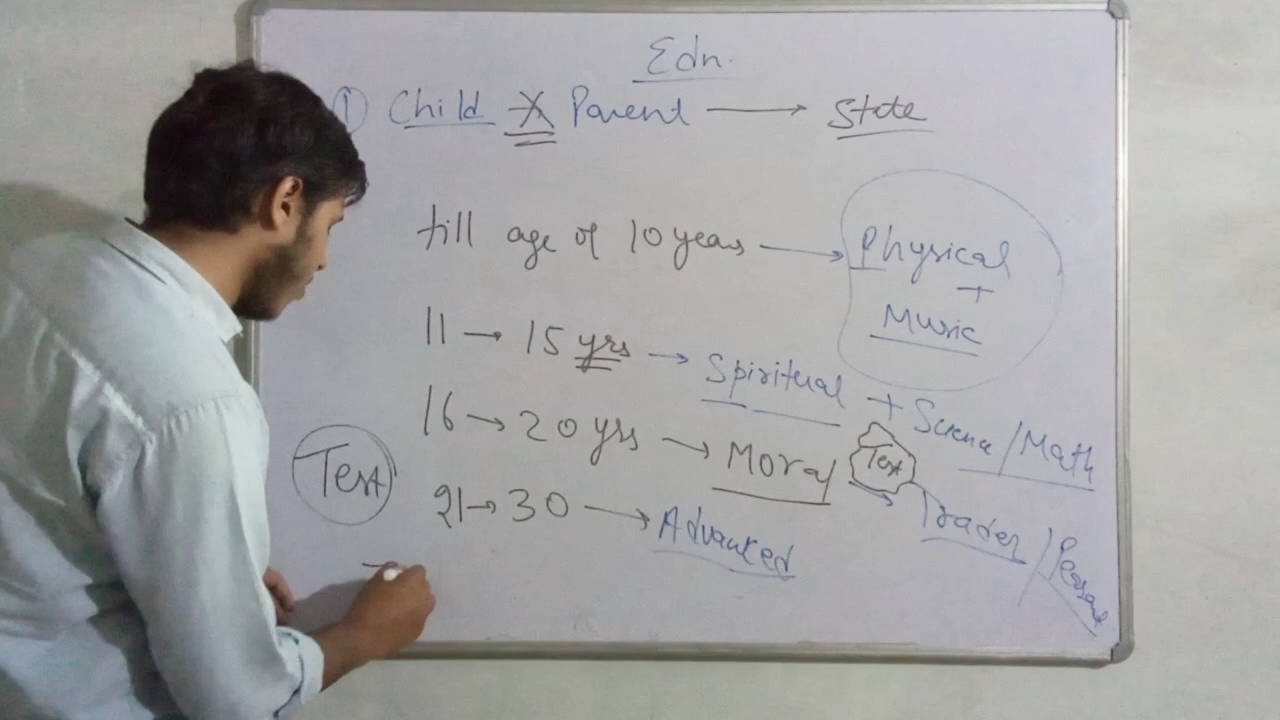 Edn.
① Child X Parent → State
till age of 10 years → Physical
+
Music
11 → 15 yrs → Spiritual + Science/Math
16 → 20 yrs → Moral Test → Trader/Peasant
Test 21 → 30 → Advanced